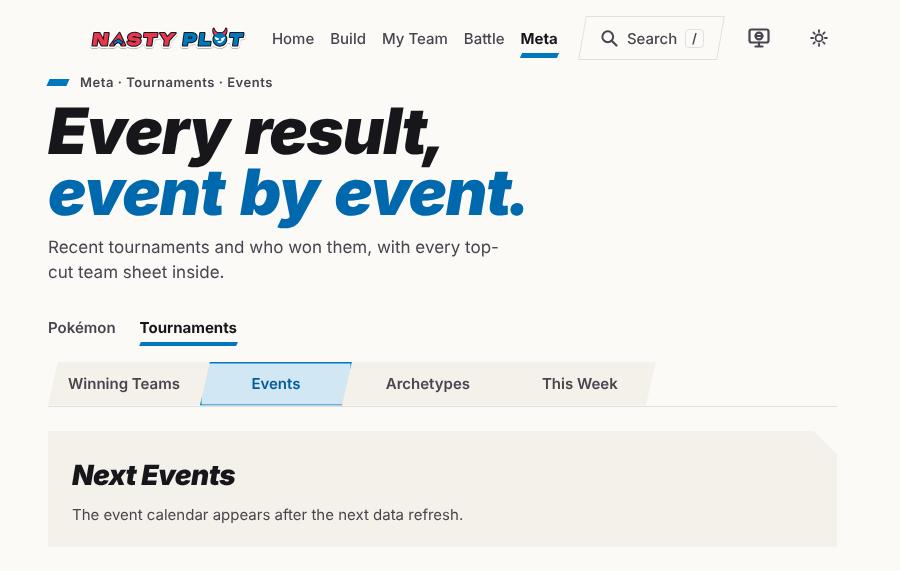 NASTY PLOT
Home Build My Team Battle Meta Search /
Meta · Tournaments · Events
Every result,
event by event.
Recent tournaments and who won them, with every top-
cut team sheet inside.
Pokémon Tournaments
Winning Teams Events Archetypes This Week
Next Events
The event calendar appears after the next data refresh.